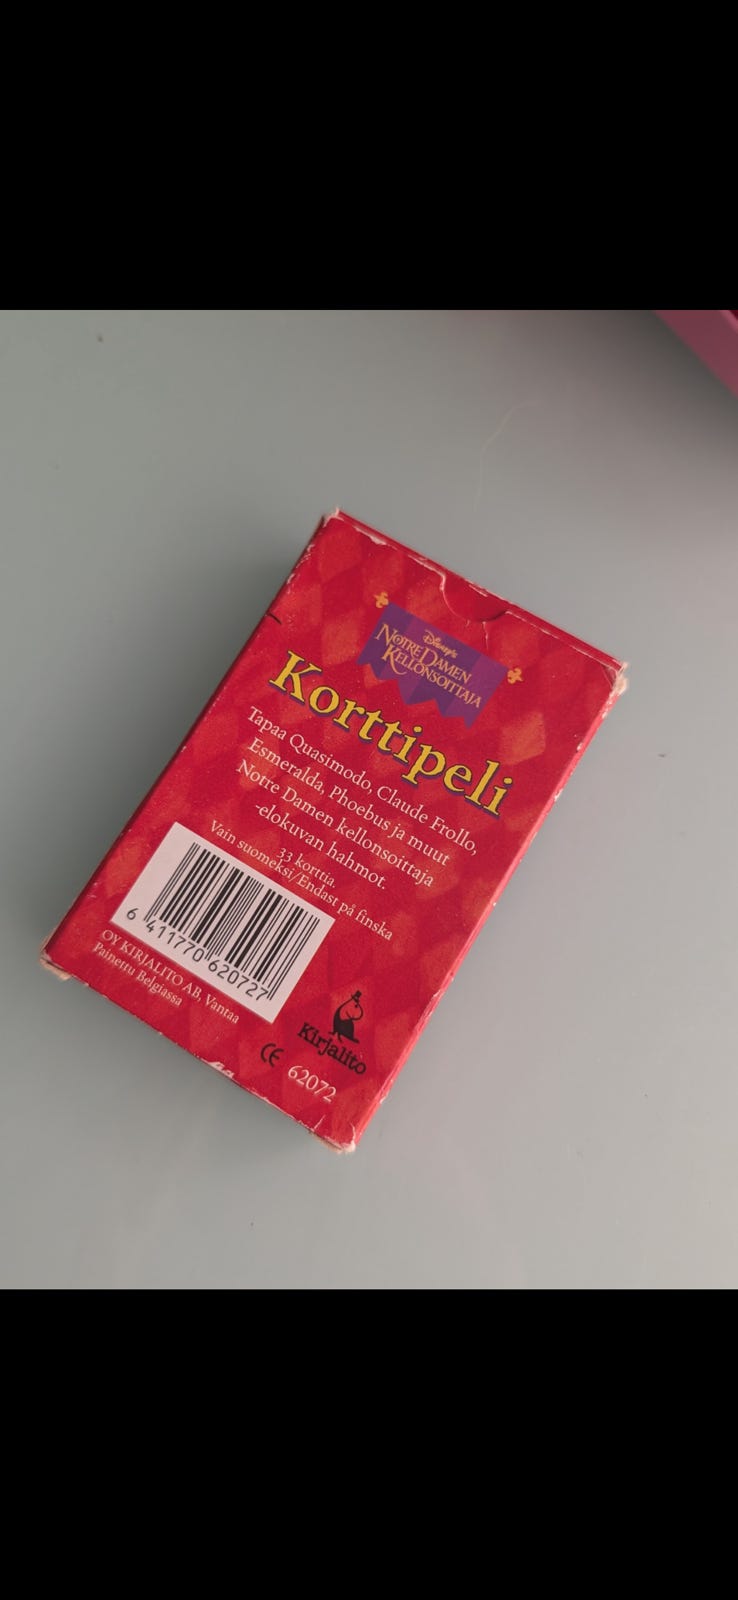 Disney's
NOTRE DAMEN
KELLONSOITTAJA
Korttipeli
Tapaa Quasimodo, Claude Frollo,
Esmeralda, Phoebus ja muut
Notre Damen kellonsoittaja
-elokuvan hahmot.
33 korttia.
Vain suomeksi/Endast på finska
6 411770 620727
OY KIRJALITO AB, Vantaa
Painettu Belgiassa
Kirjalito
CE 62072